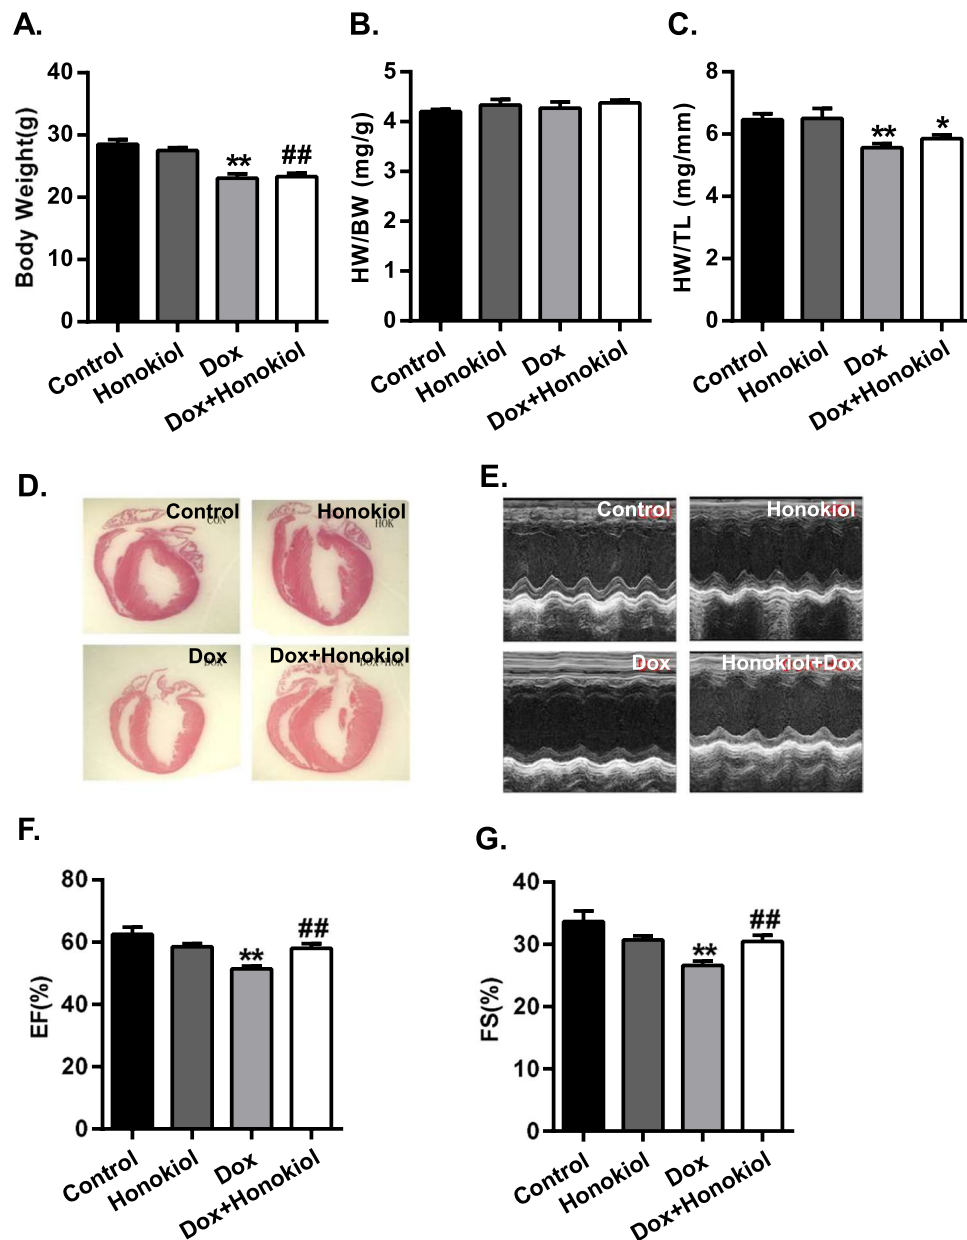 A.
B.
C.
Body Weight(g)
40
30
20
10
0
**
##
Control
Honokiol
Dox
Dox+Honokiol
HW/BW (mg/g)
5
4
3
2
1
0
Control
Honokiol
Dox
Dox+Honokiol
HW/TL (mg/mm)
8
6
4
2
0
**
*
Control
Honokiol
Dox
Dox+Honokiol
D.
Control
CON
Honokiol
HOK
Dox
Dox+Honokiol
E.
Control
Honokiol
Dox
Honokiol+Dox
F.
EF(%)
80
60
40
20
0
**
##
Control
Honokiol
Dox
Dox+Honokiol
G.
FS(%)
40
30
20
10
0
**
##
Control
Honokiol
Dox
Dox+Honokiol